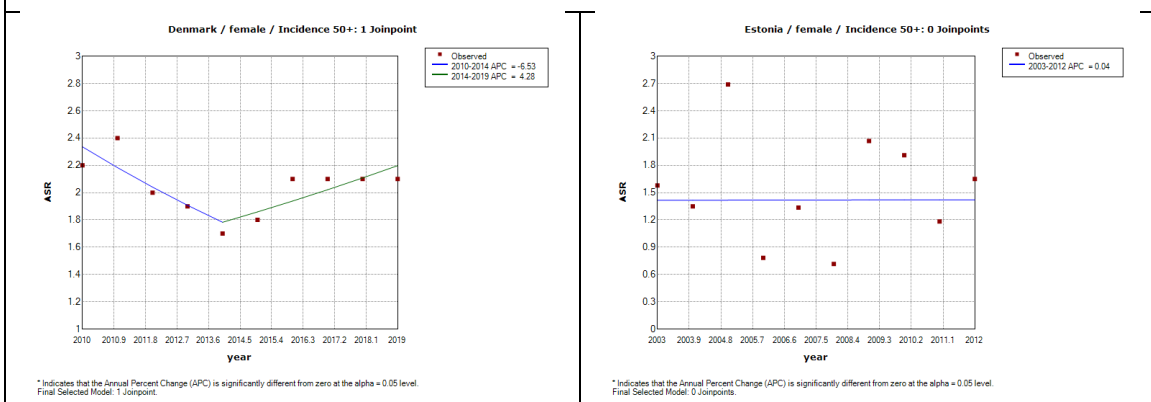 Denmark / female / Incidence 50+: 1 Joinpoint
Observed
2010-2014 APC = -6.53
2014-2019 APC = 4.28
3
2.8
2.6
2.4
2.2
2
1.8
1.6
1.4
1.2
1
ASR
2010 2010.9 2011.8 2012.7 2013.6 2014.5 2015.4 2016.3 2017.2 2018.1 2019
year
* Indicates that the Annual Percent Change (APC) is significantly different from zero at the alpha = 0.05 level.
Final Selected Model: 1 Joinpoint.
Estonia / female / Incidence 50+: 0 Joinpoints
Observed
2003-2012 APC = 0.04
3
2.7
2.4
2.1
1.8
1.5
1.2
0.9
0.6
0.3
0
ASR
2003 2003.9 2004.8 2005.7 2006.6 2007.5 2008.4 2009.3 2010.2 2011.1 2012
year
* Indicates that the Annual Percent Change (APC) is significantly different from zero at the alpha = 0.05 level.
Final Selected Model: 0 Joinpoints.